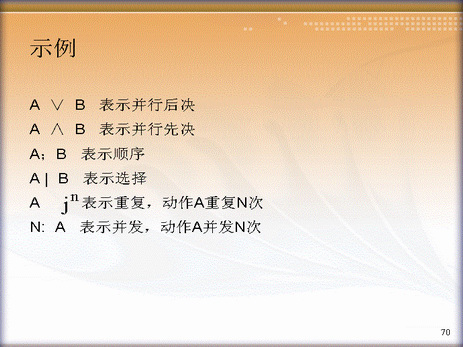 示例
A ∨ B 表示并行后决
A ∧ B 表示并行先决
A；B 表示顺序
A | B 表示选择
A jⁿ表示重复，动作A重复N次
N: A 表示并发，动作A并发N次
70